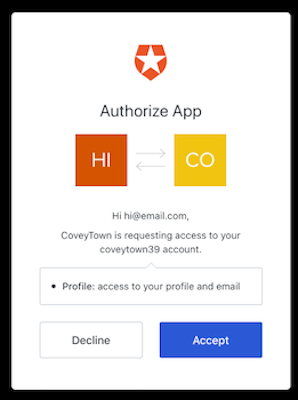 Authorize App
HI
CO
Hi hi@email.com,
CoveyTown is requesting access to your
coveytown39 account.
• Profile: access to your profile and email
Decline
Accept